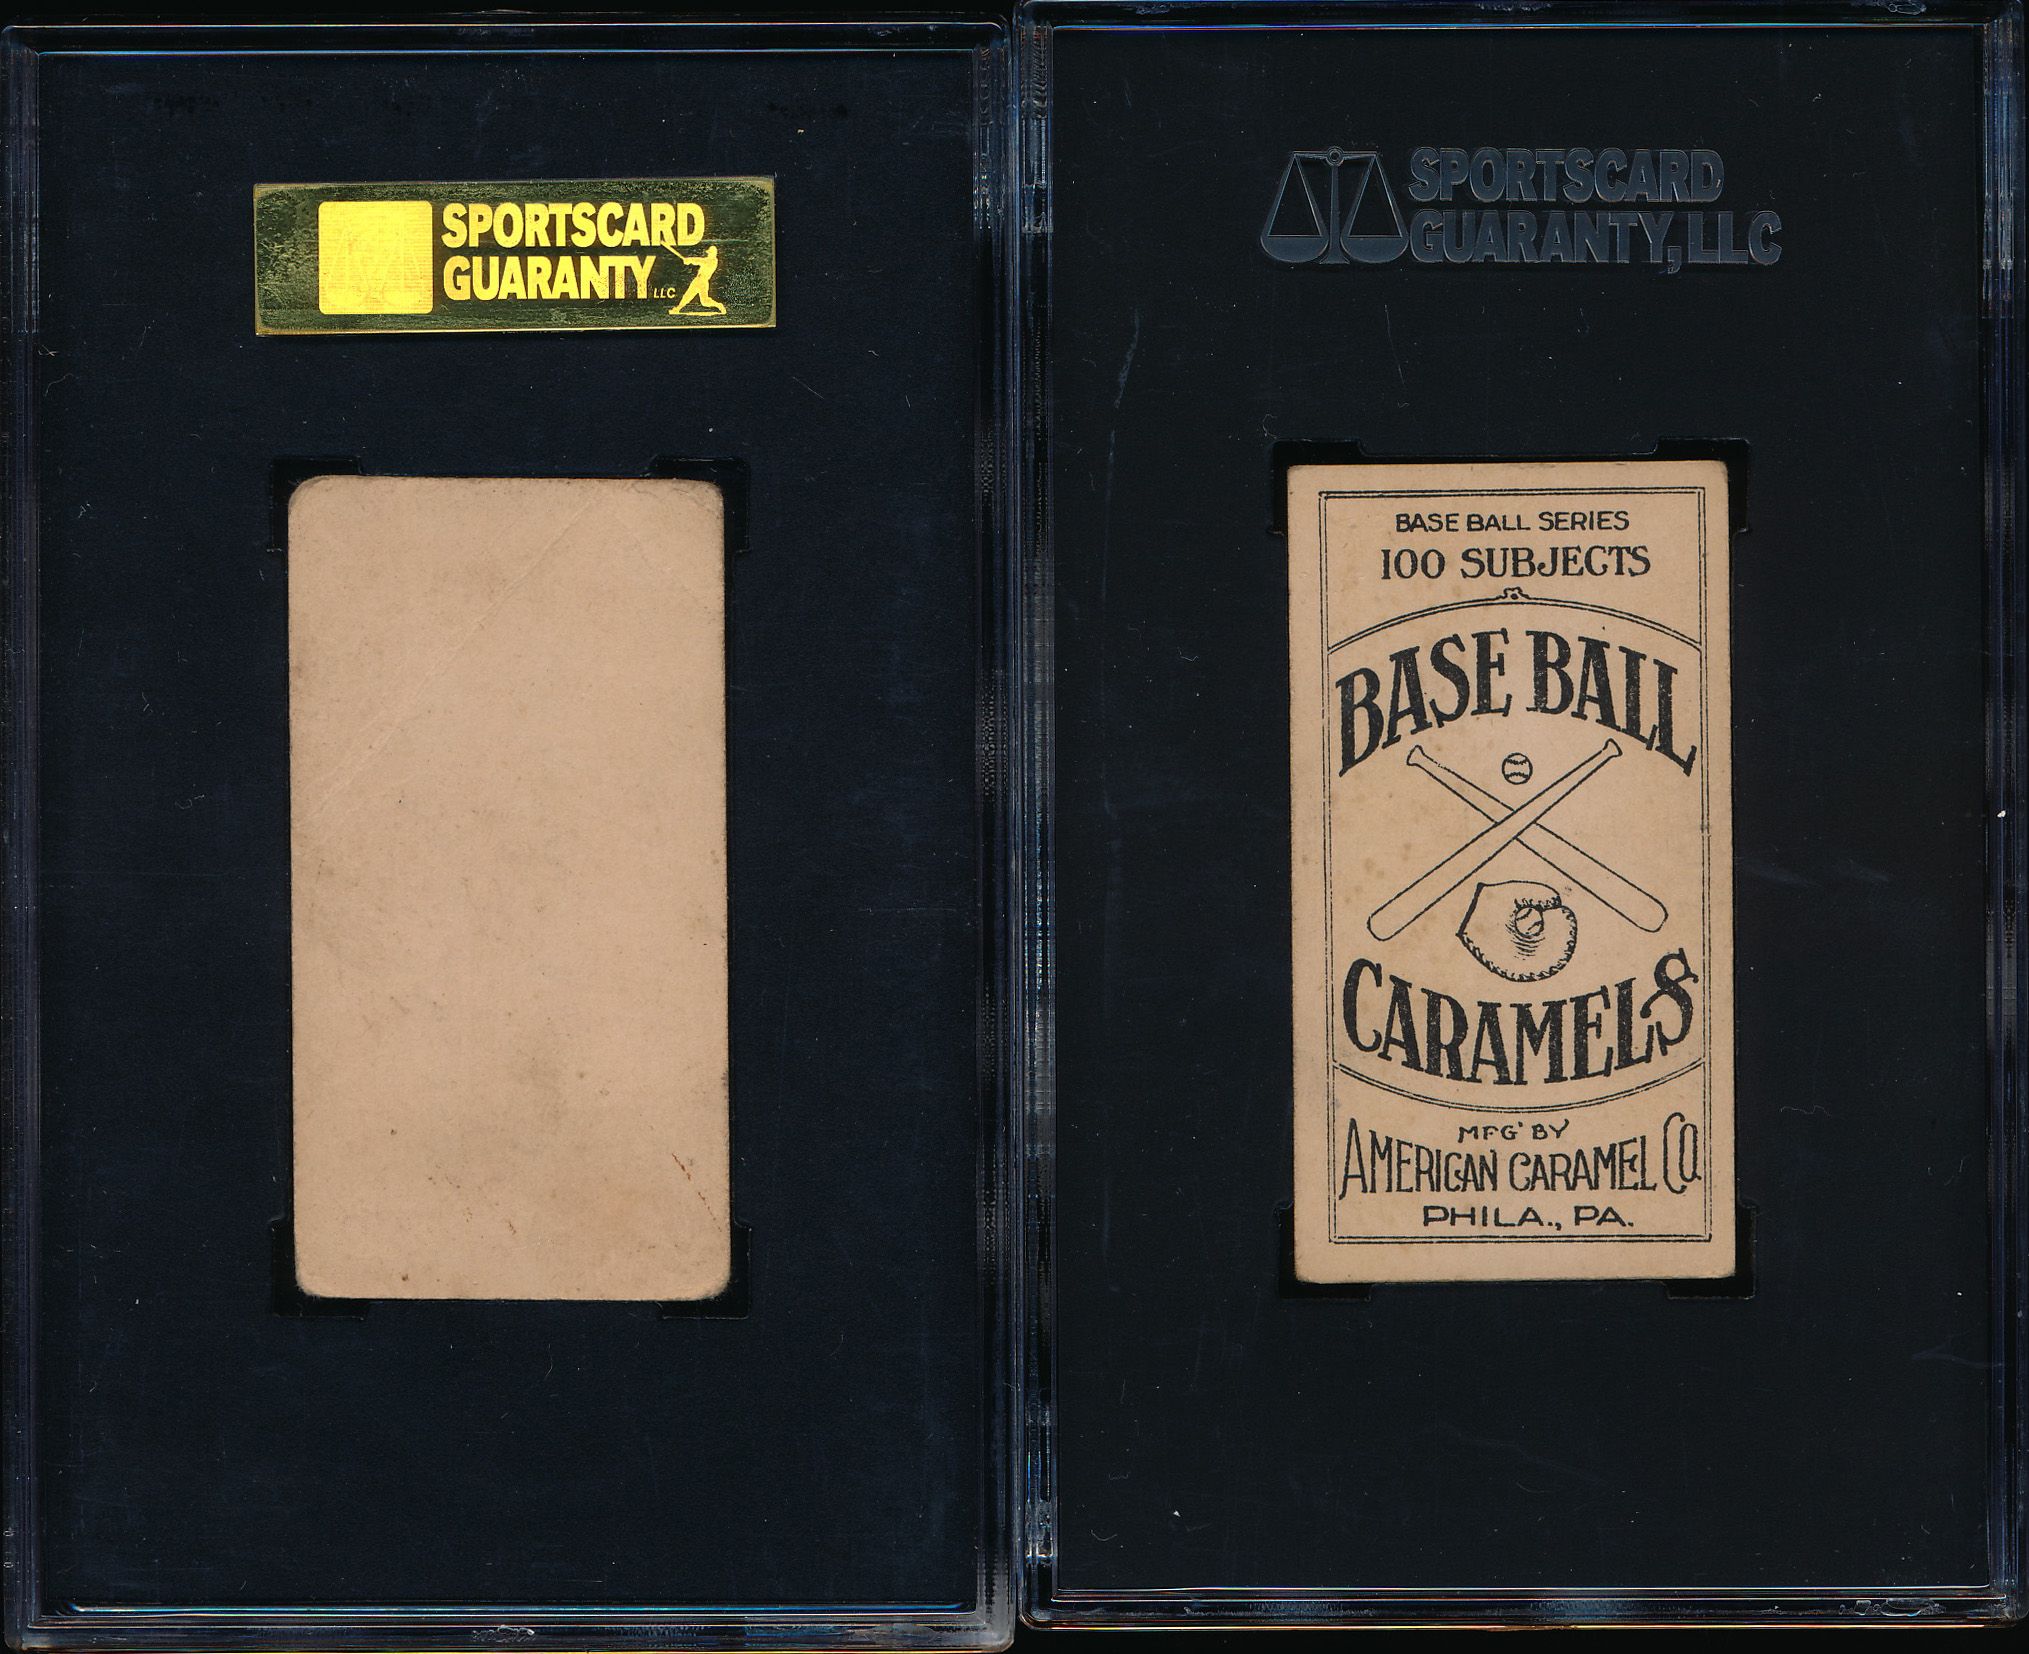 SPORTSCARD
GUARANTY LLC
SPORTSCARD
GUARANTY, LLC
BASE BALL SERIES
100 SUBJECTS
BASE BALL
CARAMELS
MFG' BY
AMERICAN CARAMEL CO.
PHILA., PA.